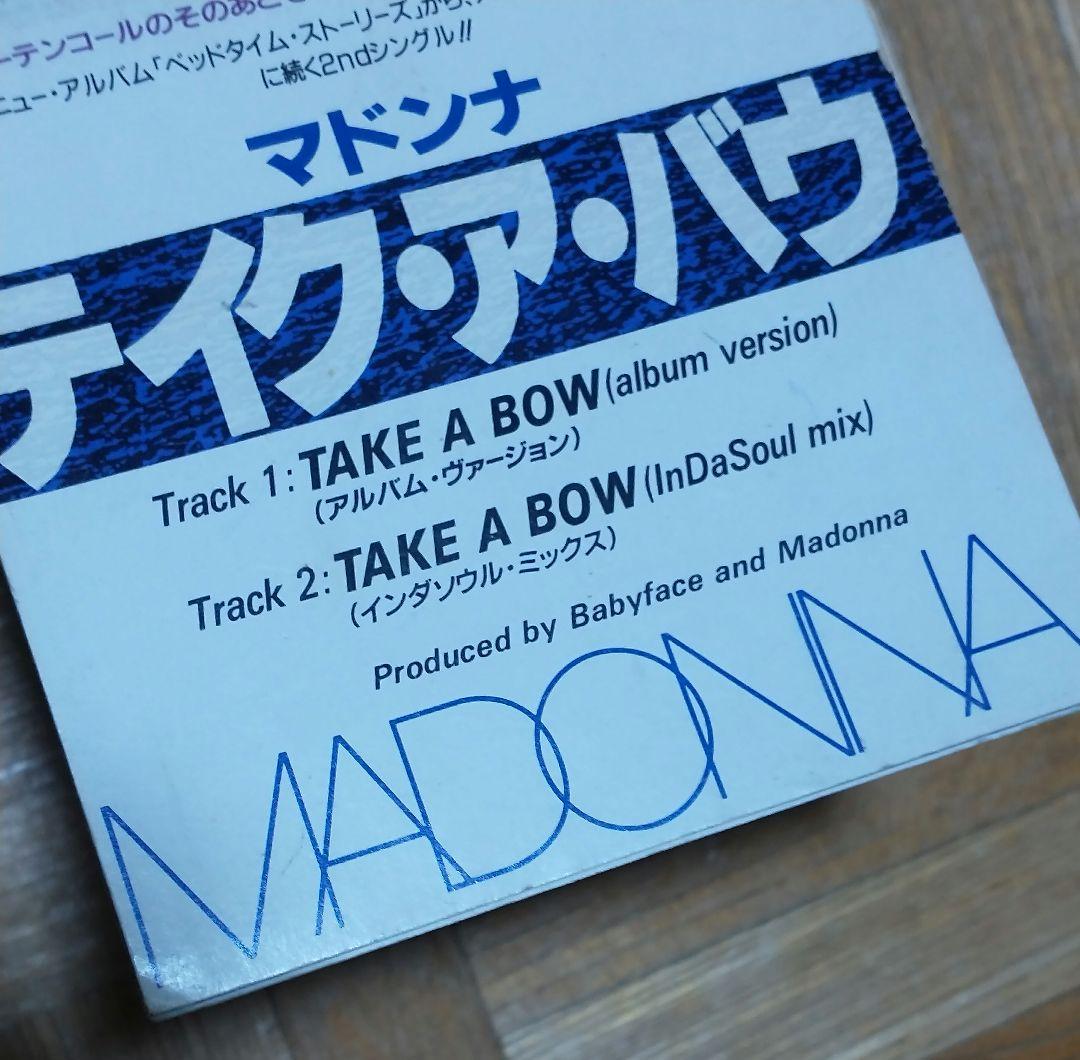 ーテンコールのそのあと
ニュー・アルバム「ベッドタイム・ストーリーズ」から、
に続く2ndシングル!!
マドンナ
テイク・ア・バウ
Track 1: TAKE A BOW (album version)
(アルバム・ヴァージョン)
Track 2: TAKE A BOW (InDaSoul mix)
(インダソウル・ミックス)
Produced by Babyface and Madonna
MADONNA